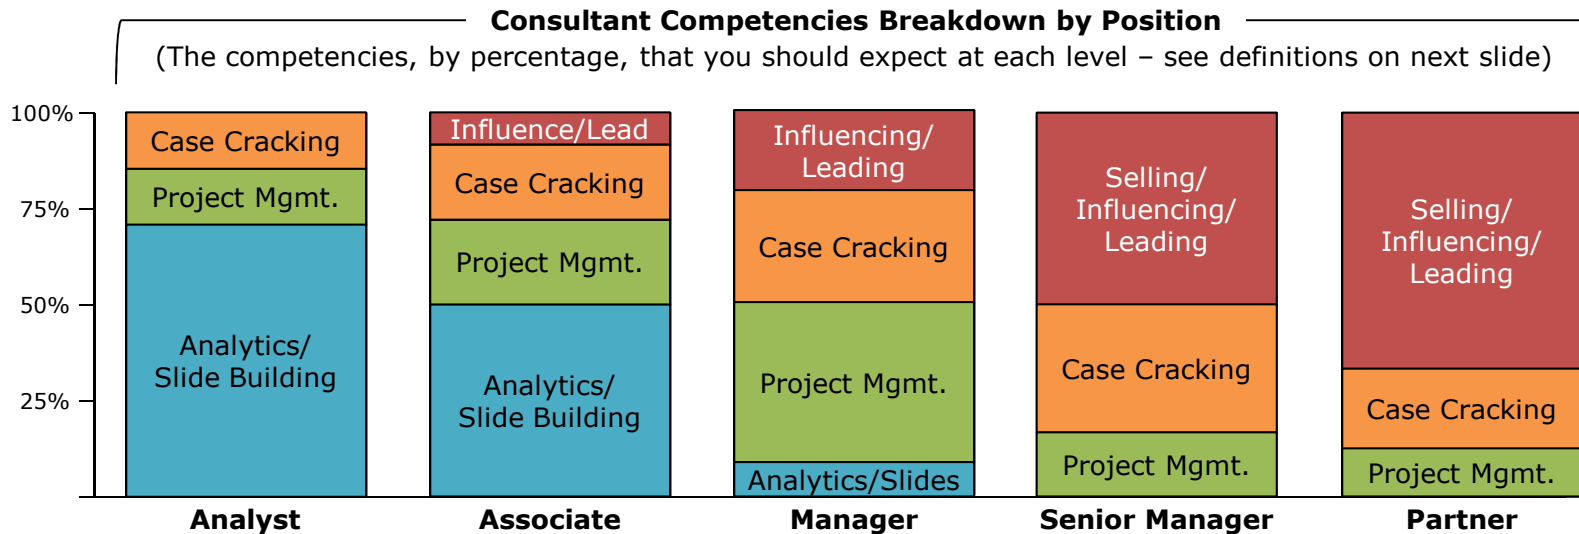 Consultant Competencies Breakdown by Position
(The competencies, by percentage, that you should expect at each level – see definitions on next slide)
100%
75%
50%
25%
Case Cracking
Project Mgmt.
Analytics/
Slide Building
Analyst
Influence/Lead
Case Cracking
Project Mgmt.
Analytics/
Slide Building
Associate
Influencing/
Leading
Case Cracking
Project Mgmt.
Analytics/Slides
Manager
Selling/
Influencing/
Leading
Case Cracking
Project Mgmt.
Senior Manager
Selling/
Influencing/
Leading
Case Cracking
Project Mgmt.
Partner